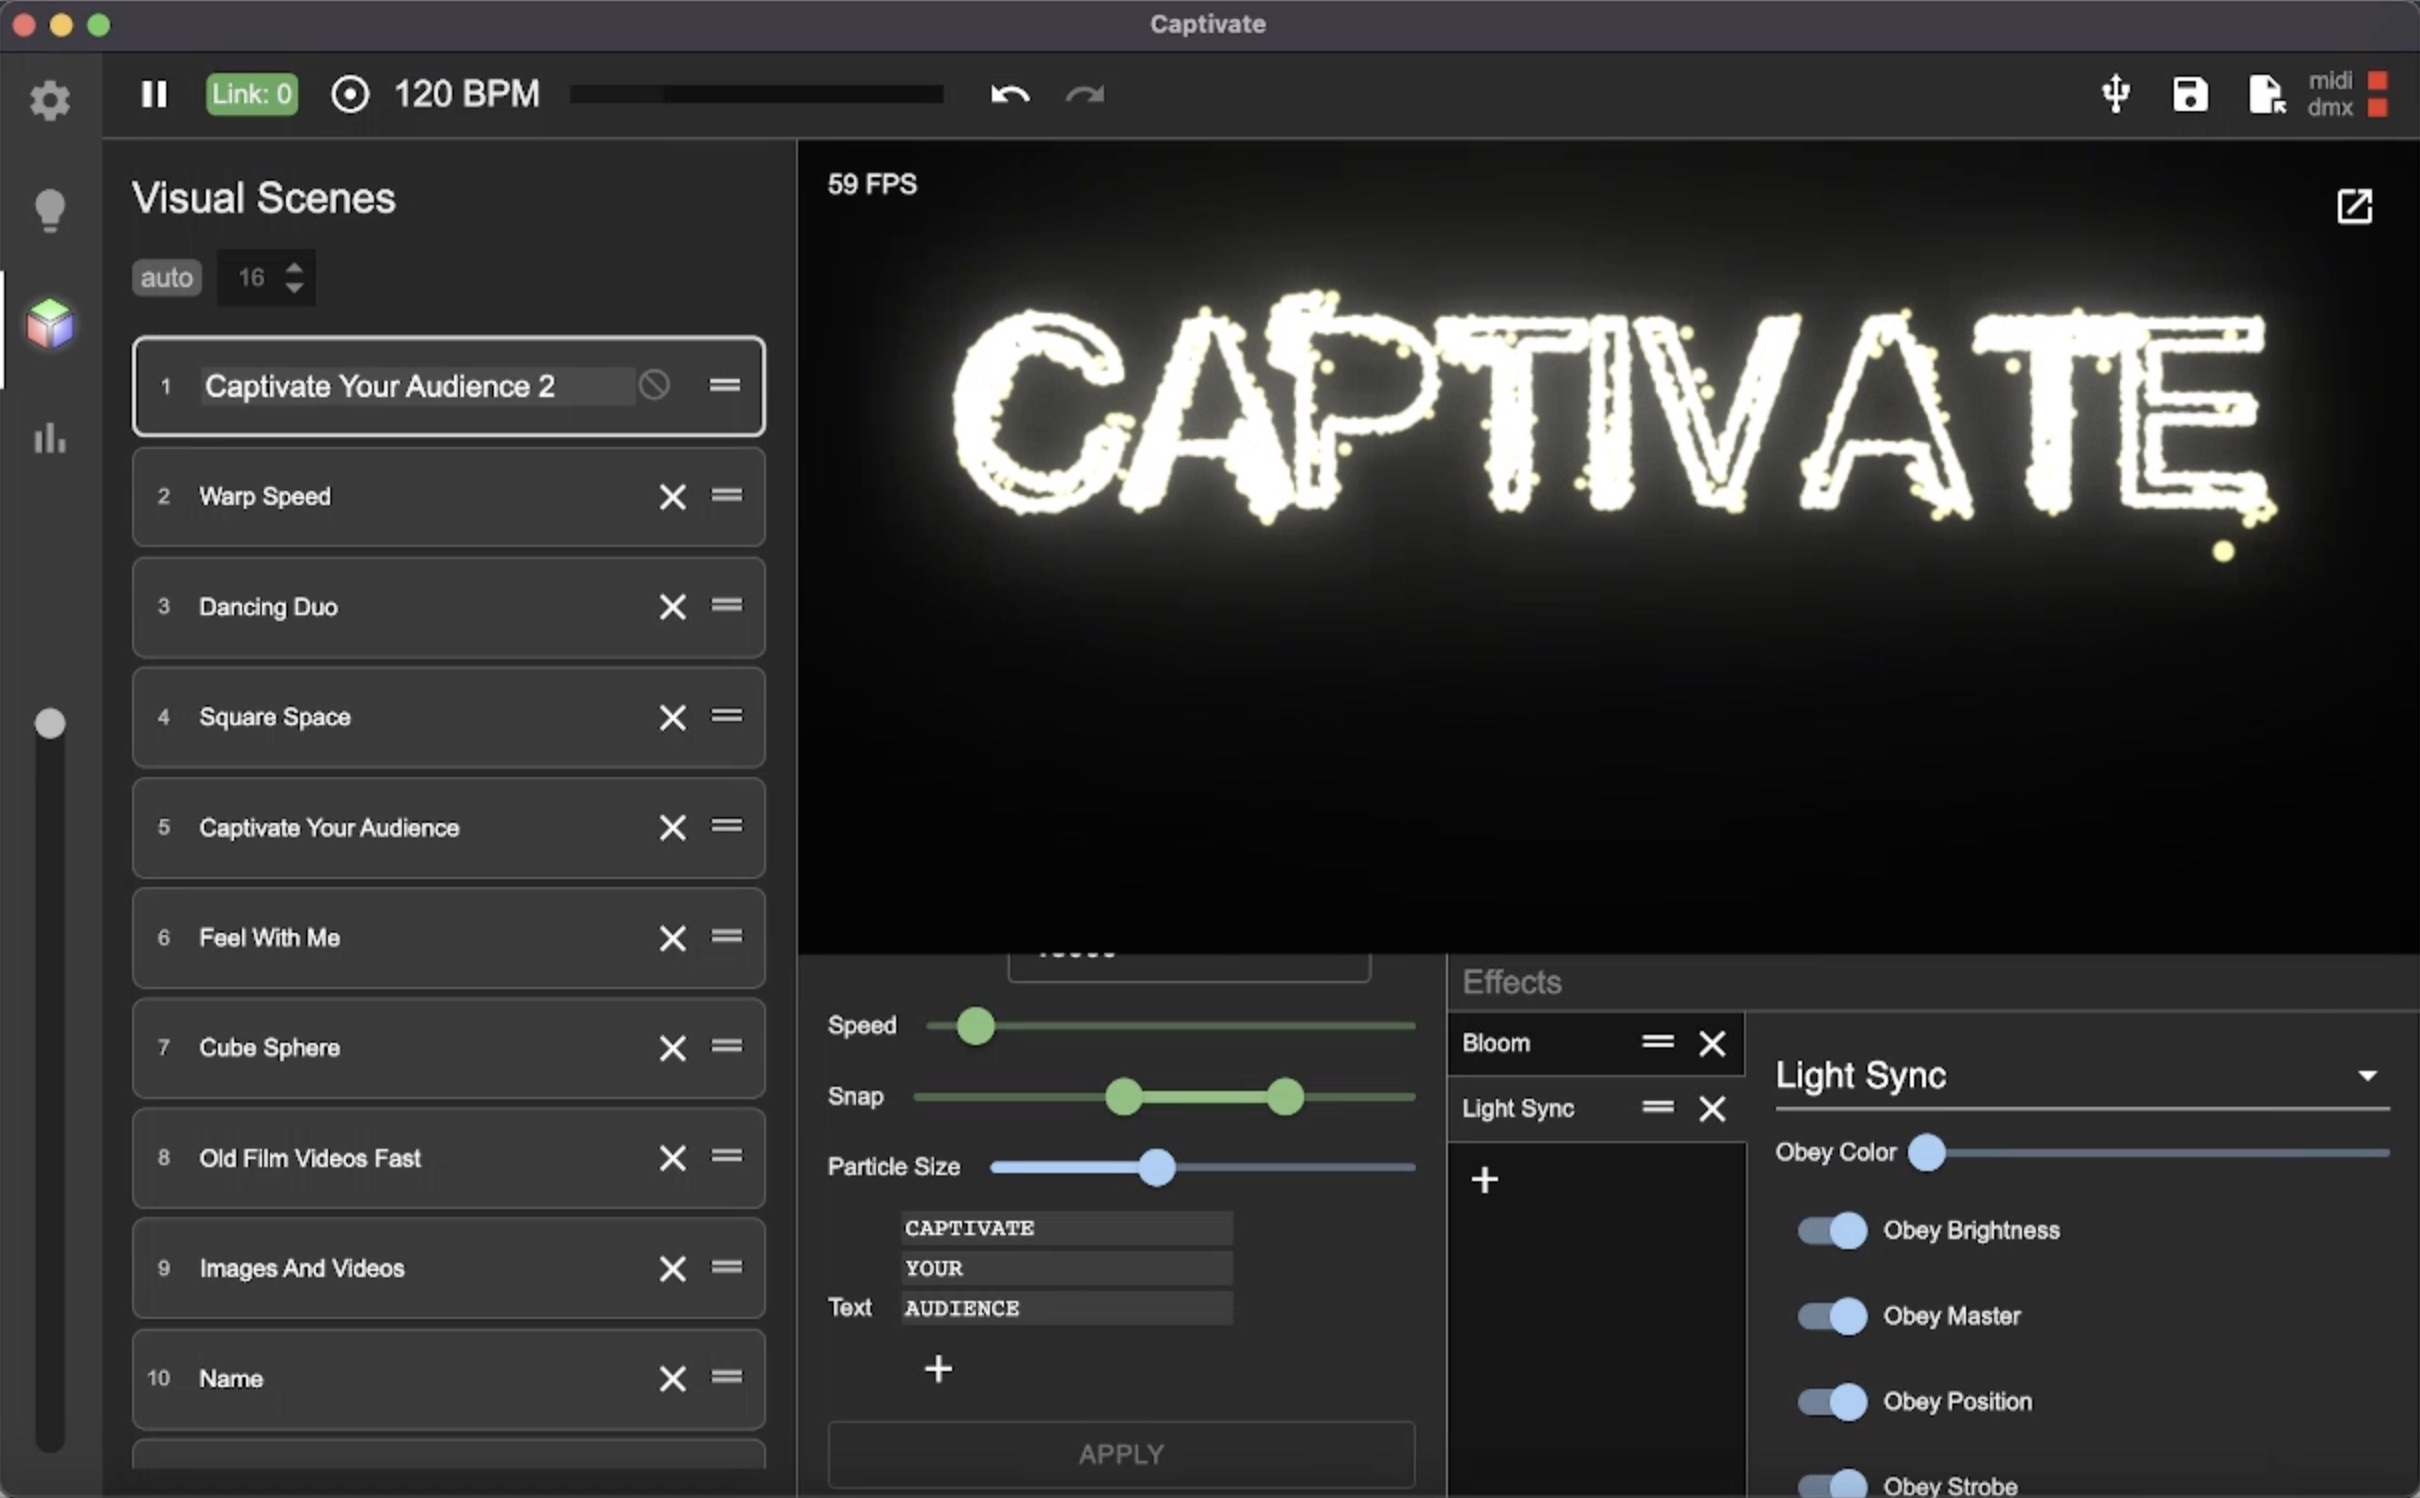 Captivate
Link: 0
120 BPM
midi
dmx
Visual Scenes
auto
16
1 Captivate Your Audience 2
2 Warp Speed
3 Dancing Duo
4 Square Space
5 Captivate Your Audience
6 Feel With Me
7 Cube Sphere
8 Old Film Videos Fast
9 Images And Videos
10 Name
59 FPS
CAPTIVATE
Speed
Snap
Particle Size
CAPTIVATE
YOUR
Text AUDIENCE
APPLY
Effects
Bloom
Light Sync
Light Sync
Obey Color
Obey Brightness
Obey Master
Obey Position
Obey Strobe